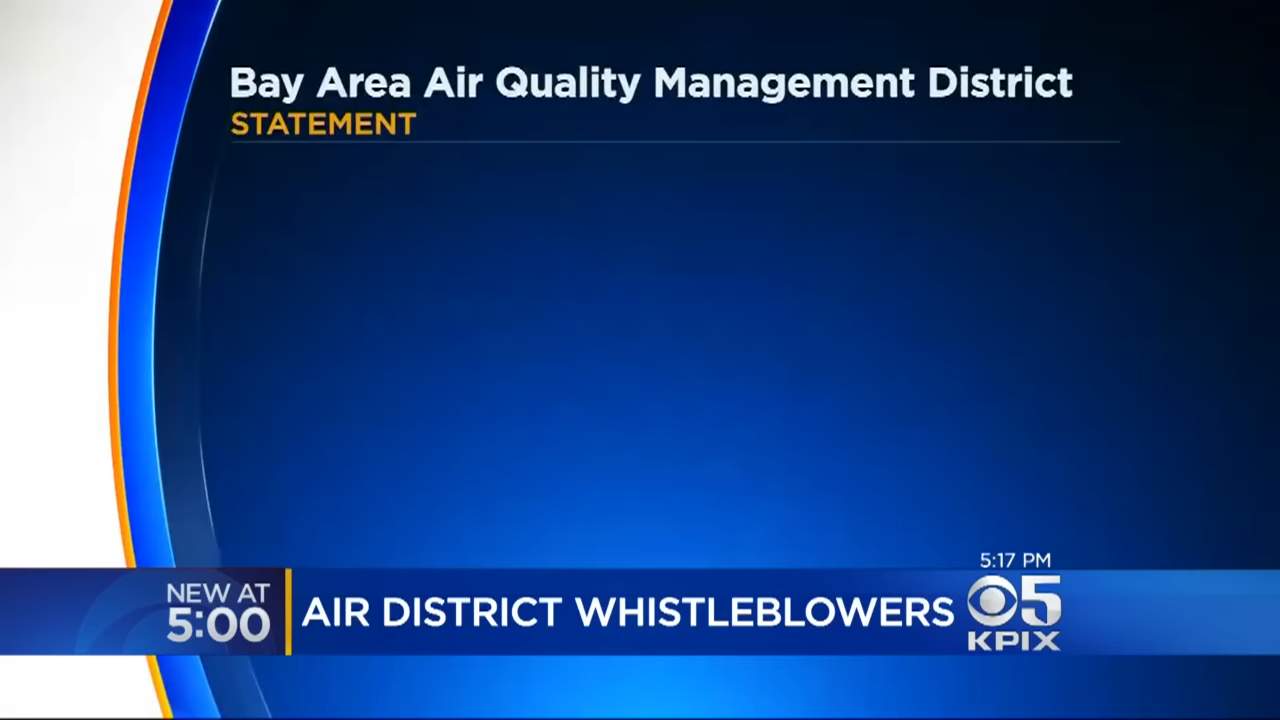 Bay Area Air Quality Management District
STATEMENT
5:17 PM
NEW AT
5:00
AIR DISTRICT WHISTLEBLOWERS
5
KPIX